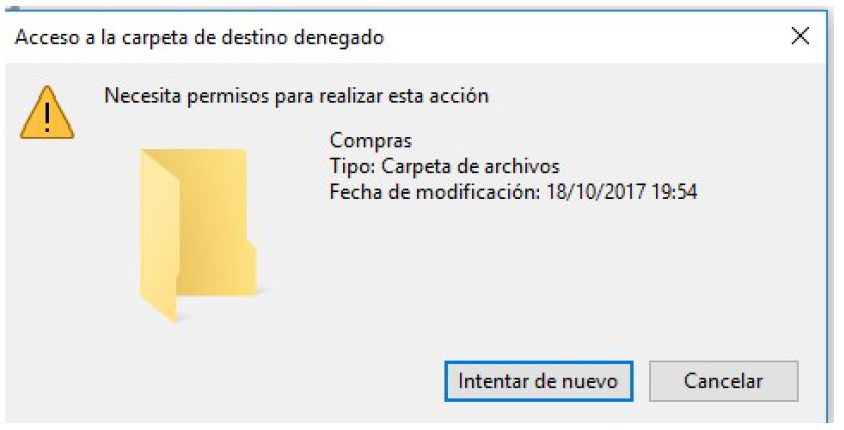 Acceso a la carpeta de destino denegado
Necesita permisos para realizar esta acción
Compras
Tipo: Carpeta de archivos
Fecha de modificación: 18/10/2017 19:54
Intentar de nuevo
Cancelar